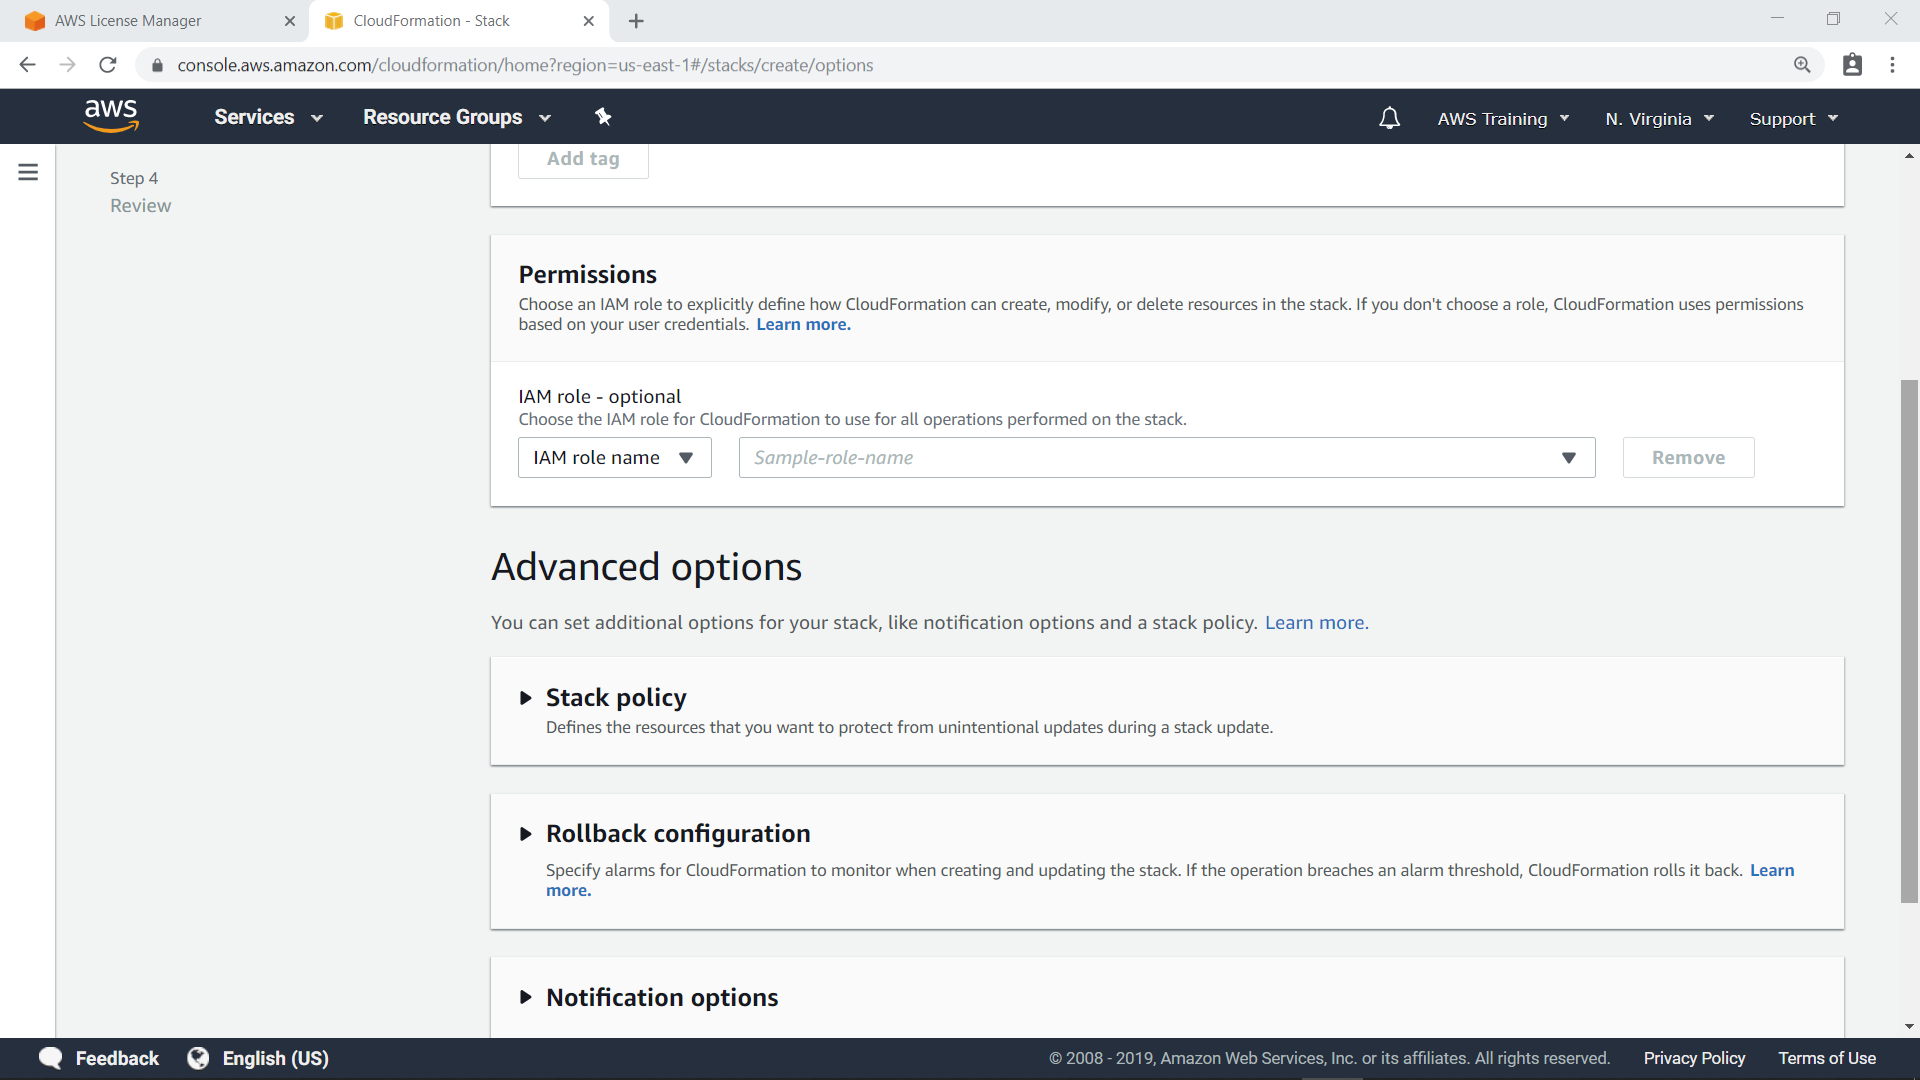 AWS License Manager
CloudFormation - Stack
console.aws.amazon.com/cloudformation/home?region=us-east-1#/stacks/create/options
aws
Services
Resource Groups
AWS Training
N. Virginia
Support
Step 4
Review
Add tag
Permissions
Choose an IAM role to explicitly define how CloudFormation can create, modify, or delete resources in the stack. If you don't choose a role, CloudFormation uses permissions
based on your user credentials. Learn more.
IAM role - optional
Choose the IAM role for CloudFormation to use for all operations performed on the stack.
IAM role name
Sample-role-name
Remove
Advanced options
You can set additional options for your stack, like notification options and a stack policy. Learn more.
Stack policy
Defines the resources that you want to protect from unintentional updates during a stack update.
Rollback configuration
Specify alarms for CloudFormation to monitor when creating and updating the stack. If the operation breaches an alarm threshold, CloudFormation rolls it back. Learn
more.
Notification options
Feedback
English (US)
© 2008 - 2019, Amazon Web Services, Inc. or its affiliates. All rights reserved.
Privacy Policy
Terms of Use